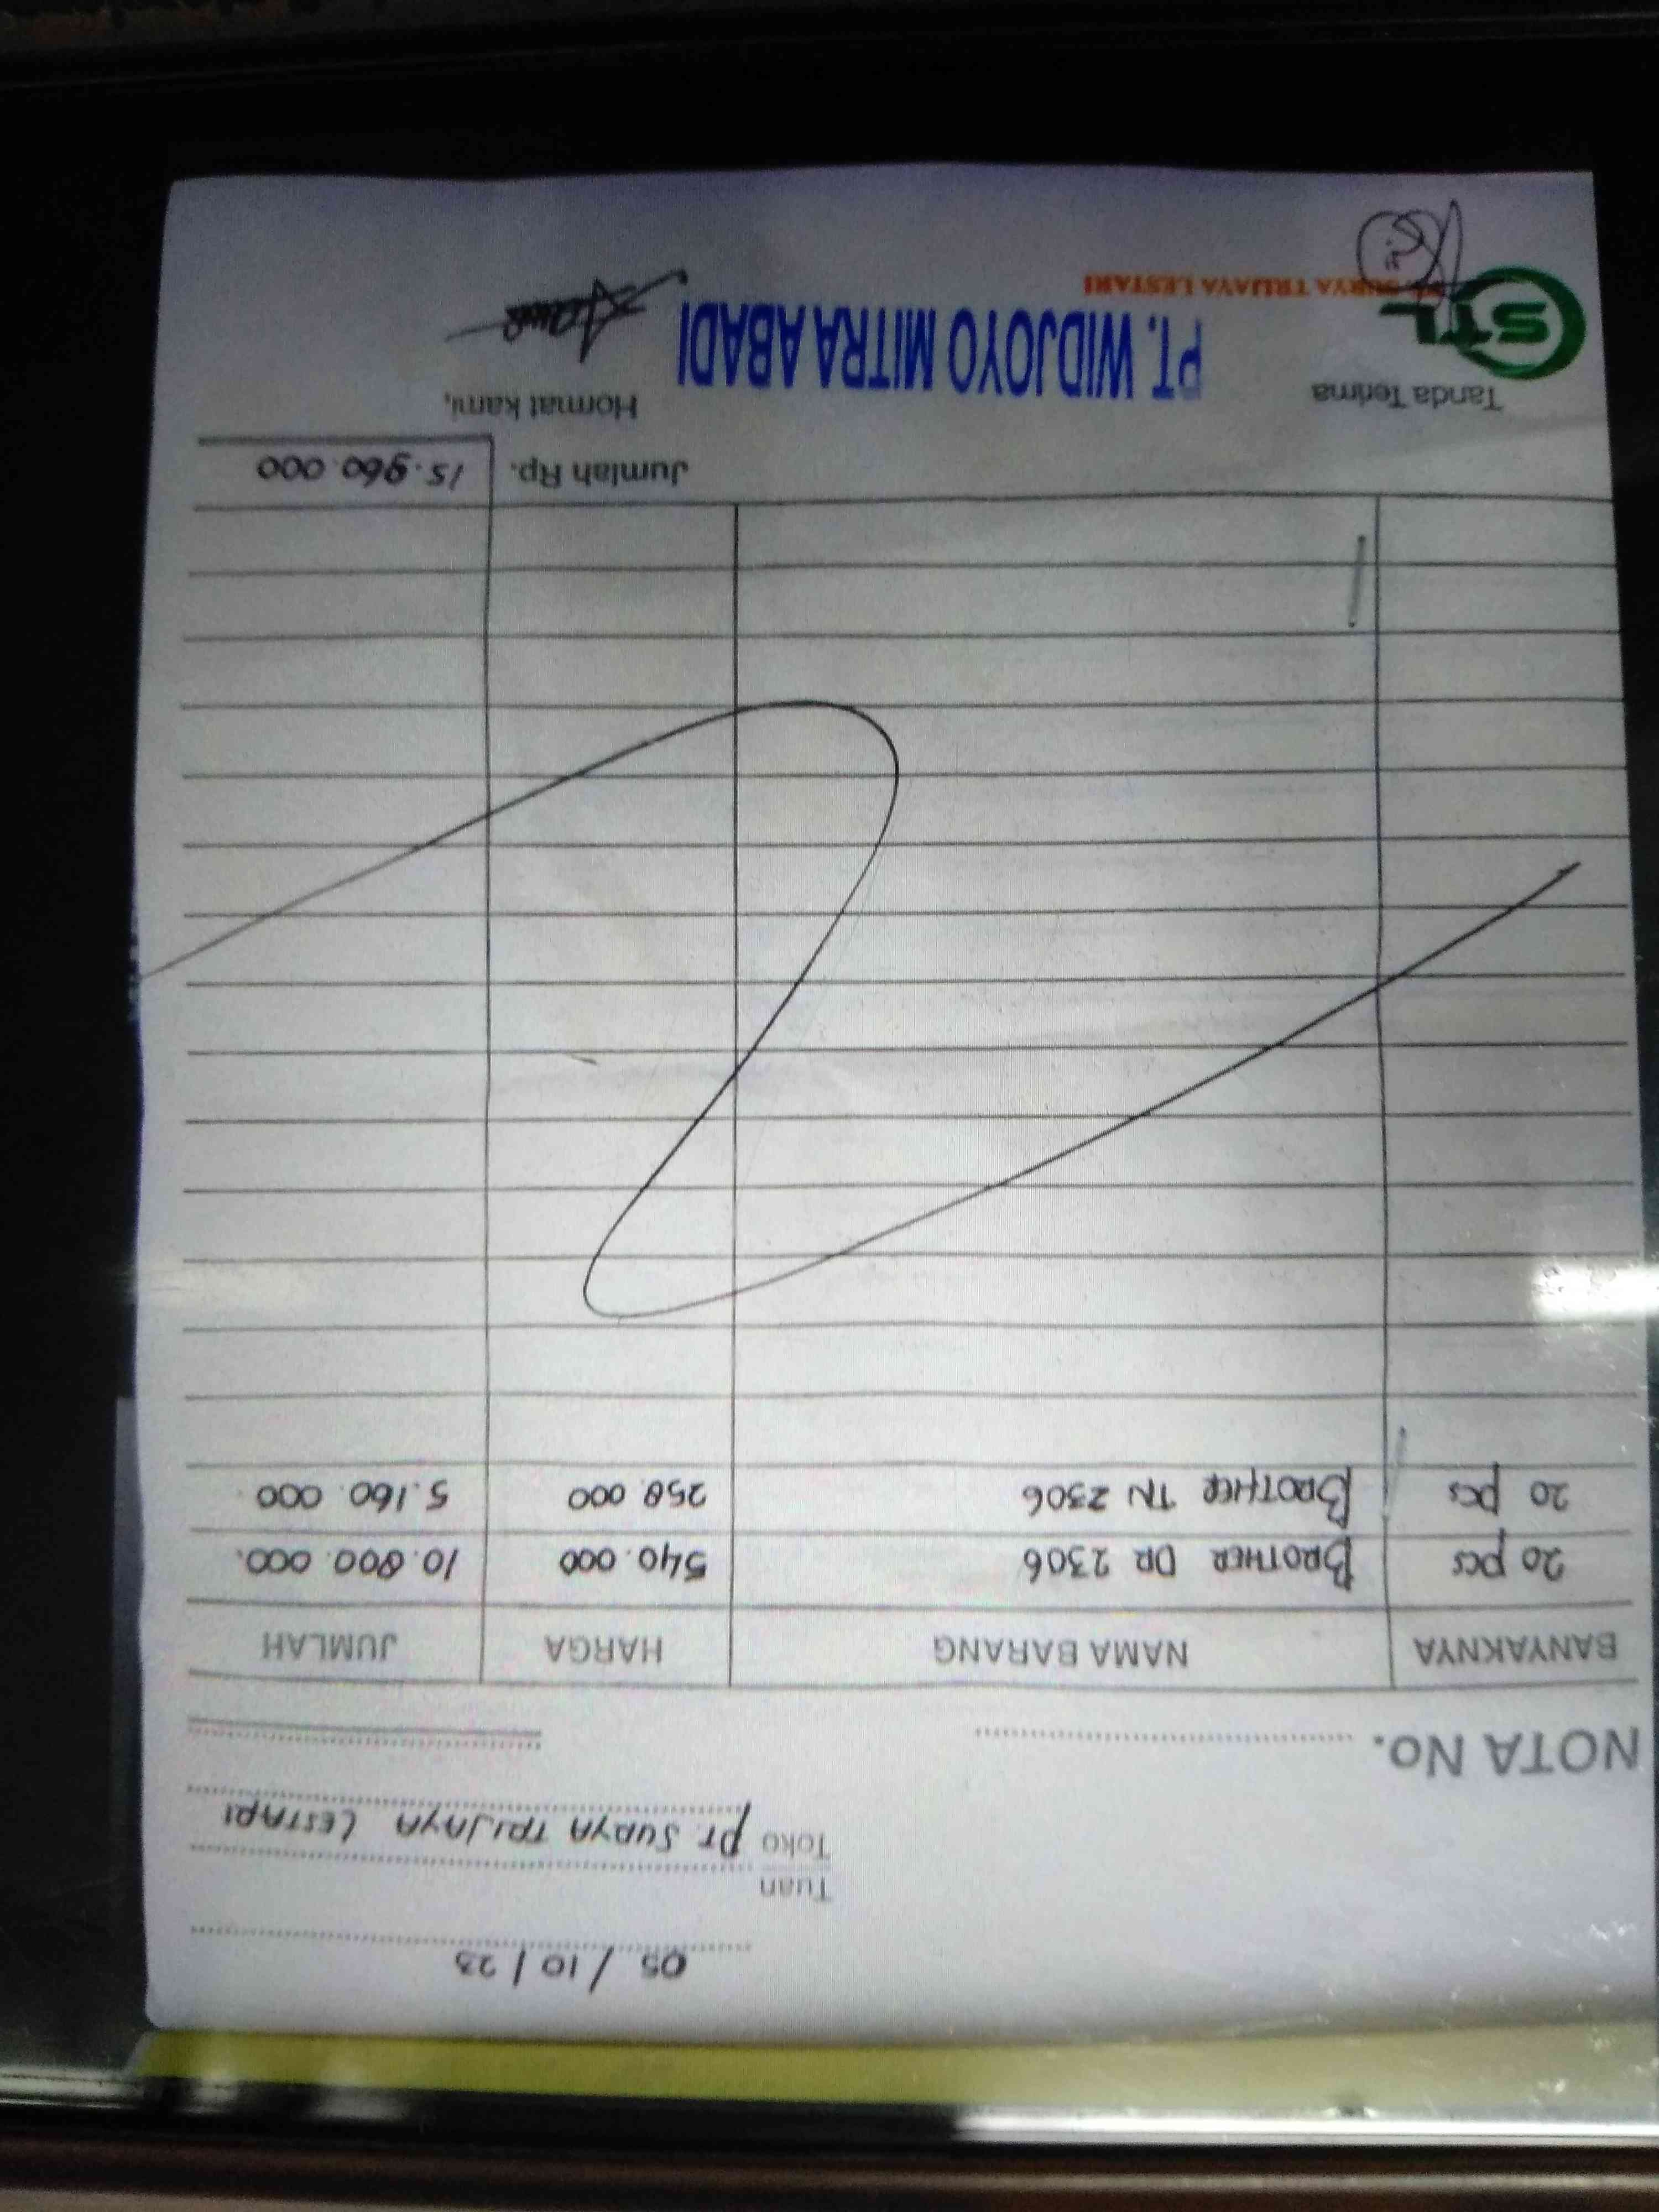 05 / 10 / 23
Tuan
Toko PT. SURYA TRIJAYA LESTARI
NOTA No.
BANYAKNYA NAMA BARANG HARGA JUMLAH
20 pcs BROTHER DR 2306 540.000 10.800.000.
20 pcs BROTHER TN 2306 258.000 5.160.000
Jumlah Rp. 15.960.000
Tanda Terima Hormat kami,
STL
PT. WIDJOYO MITRA ABADI
SURYA TRIJAYA LESTARI